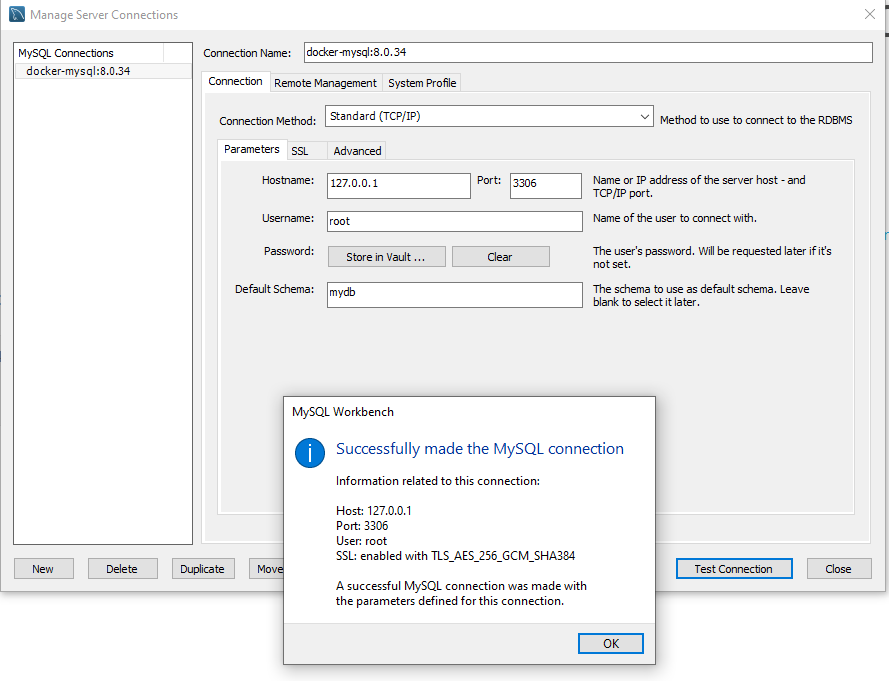 Manage Server Connections
MySQL Connections
docker-mysql:8.0.34
Connection Name: docker-mysql:8.0.34
Connection Remote Management System Profile
Connection Method: Standard (TCP/IP) Method to use to connect to the RDBMS
Parameters SSL Advanced
Hostname: 127.0.0.1 Port: 3306 Name or IP address of the server host - and
TCP/IP port.
Username: root Name of the user to connect with.
Password: Store in Vault ... Clear The user's password. Will be requested later if it's
not set.
Default Schema: mydb The schema to use as default schema. Leave
blank to select it later.
MySQL Workbench
Successfully made the MySQL connection
Information related to this connection:
Host: 127.0.0.1
Port: 3306
User: root
SSL: enabled with TLS_AES_256_GCM_SHA384
A successful MySQL connection was made with
the parameters defined for this connection.
OK
New Delete Duplicate Move Test Connection Close